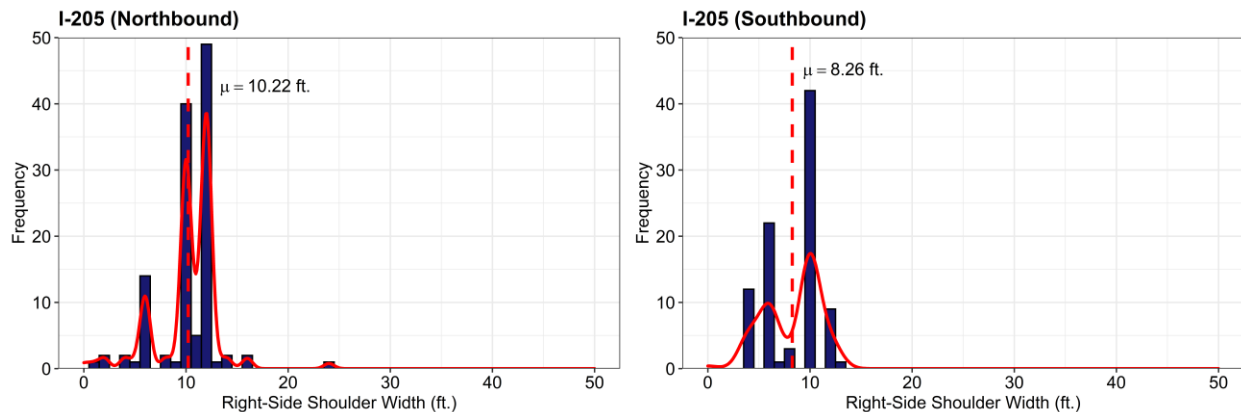 I-205 (Northbound)
50
40
30
20
10
0
Frequency
μ = 10.22 ft.
0 10 20 30 40 50
Right-Side Shoulder Width (ft.)
I-205 (Southbound)
50
40
30
20
10
0
Frequency
μ = 8.26 ft.
0 10 20 30 40 50
Right-Side Shoulder Width (ft.)